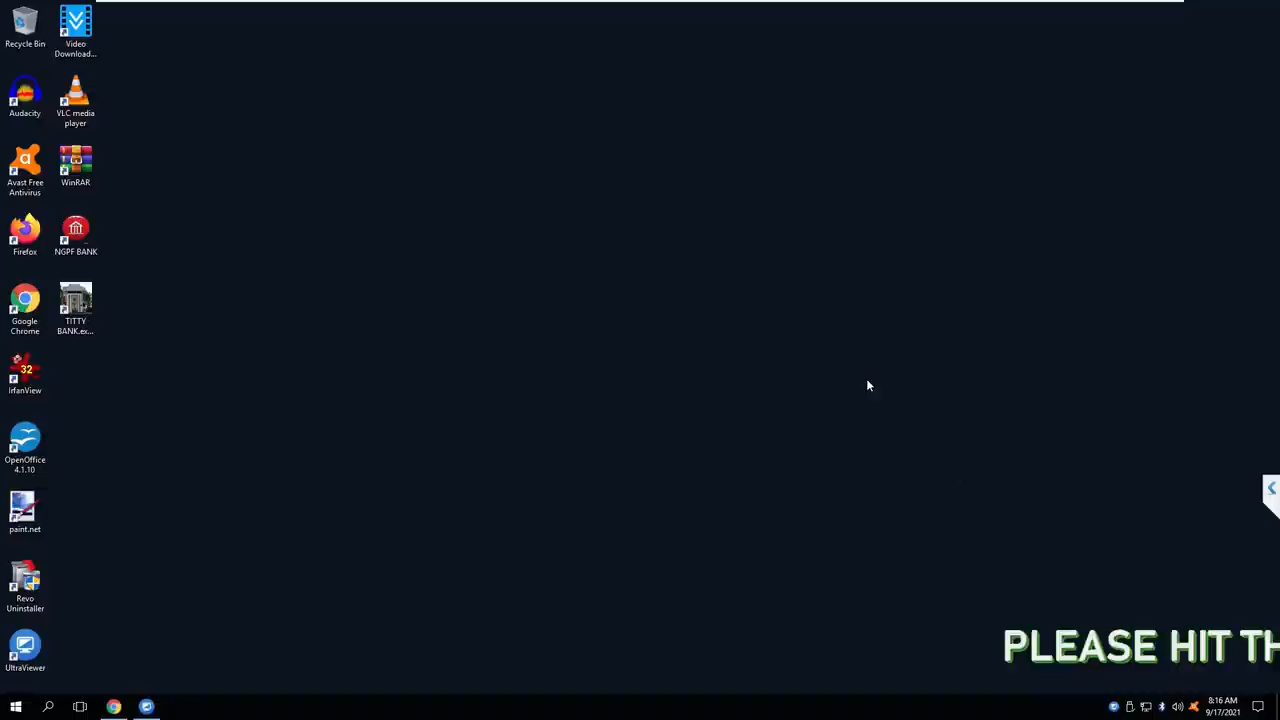 Recycle Bin
Video
Download...
Audacity
VLC media
player
Avast Free
Antivirus
WinRAR
Firefox
NGPF BANK
Google
Chrome
TITTY
BANK.ex...
32
IrfanView
OpenOffice
4.1.10
paint.net
Revo
Uninstaller
UltraViewer
PLEASE HIT TH
8:16 AM
9/17/2021